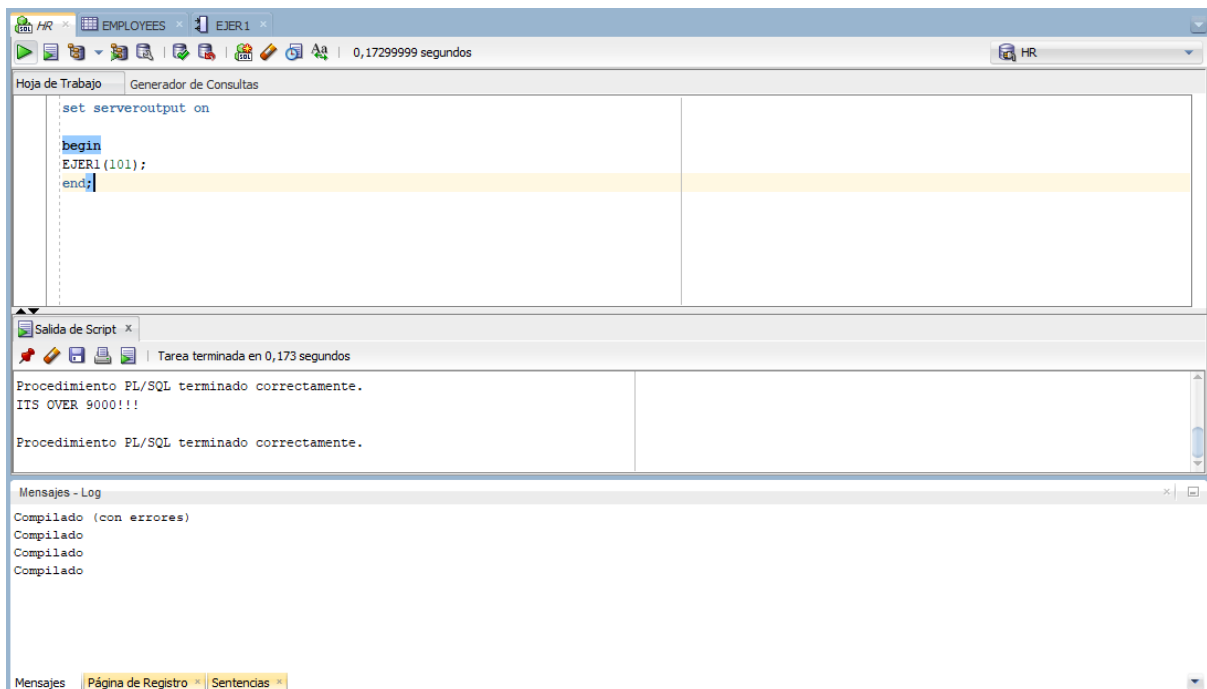 HR EMPLOYEES EJER1
0,17299999 segundos HR
Hoja de Trabajo Generador de Consultas
set serveroutput on
begin
EJER1(101);
end;
Salida de Script
Tarea terminada en 0,173 segundos
Procedimiento PL/SQL terminado correctamente.
ITS OVER 9000!!!
Procedimiento PL/SQL terminado correctamente.
Mensajes - Log
Compilado (con errores)
Compilado
Compilado
Compilado
Mensajes Página de Registro Sentencias